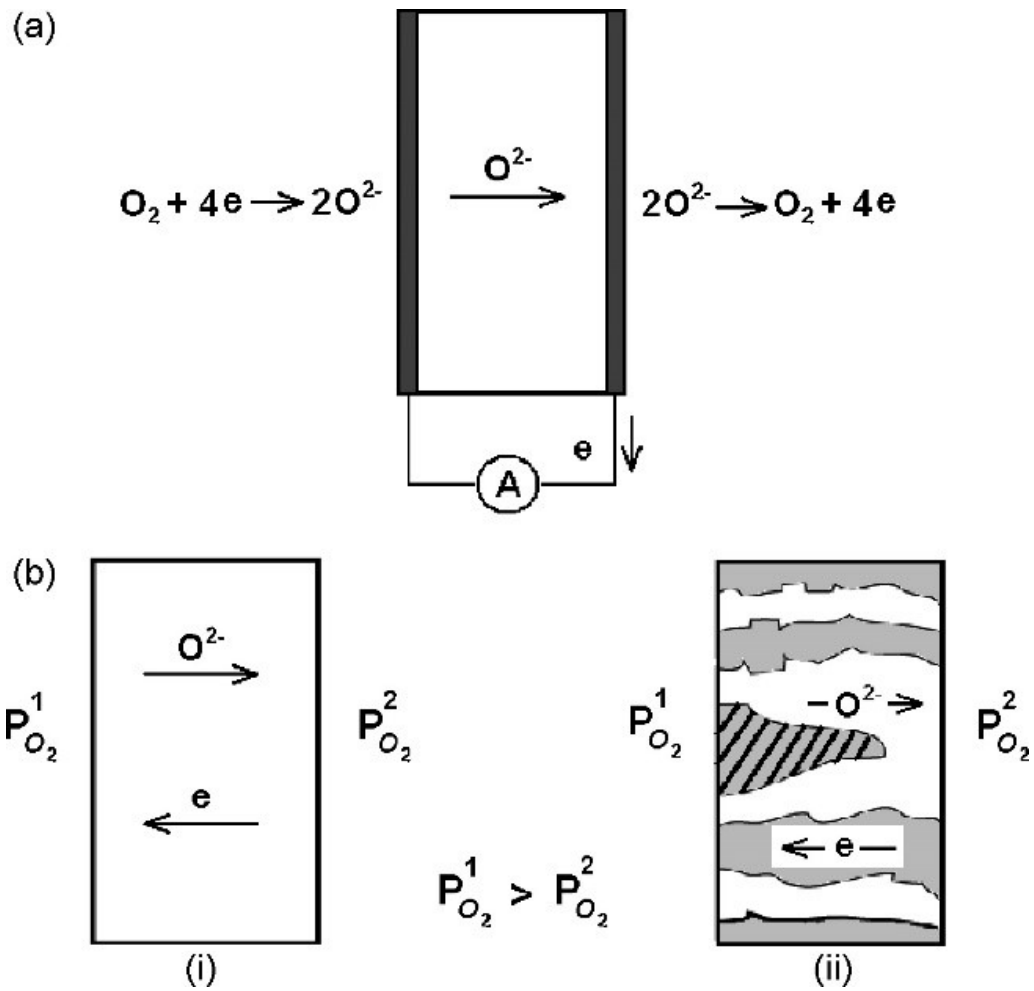 (a)
O²⁻
O₂ + 4e → 2O²⁻
2O²⁻ → O₂ + 4e
e
A
(b)
O²⁻
P¹O₂
P²O₂
e
(i)
P¹O₂ > P²O₂
O²⁻
P¹O₂
P²O₂
e
(ii)